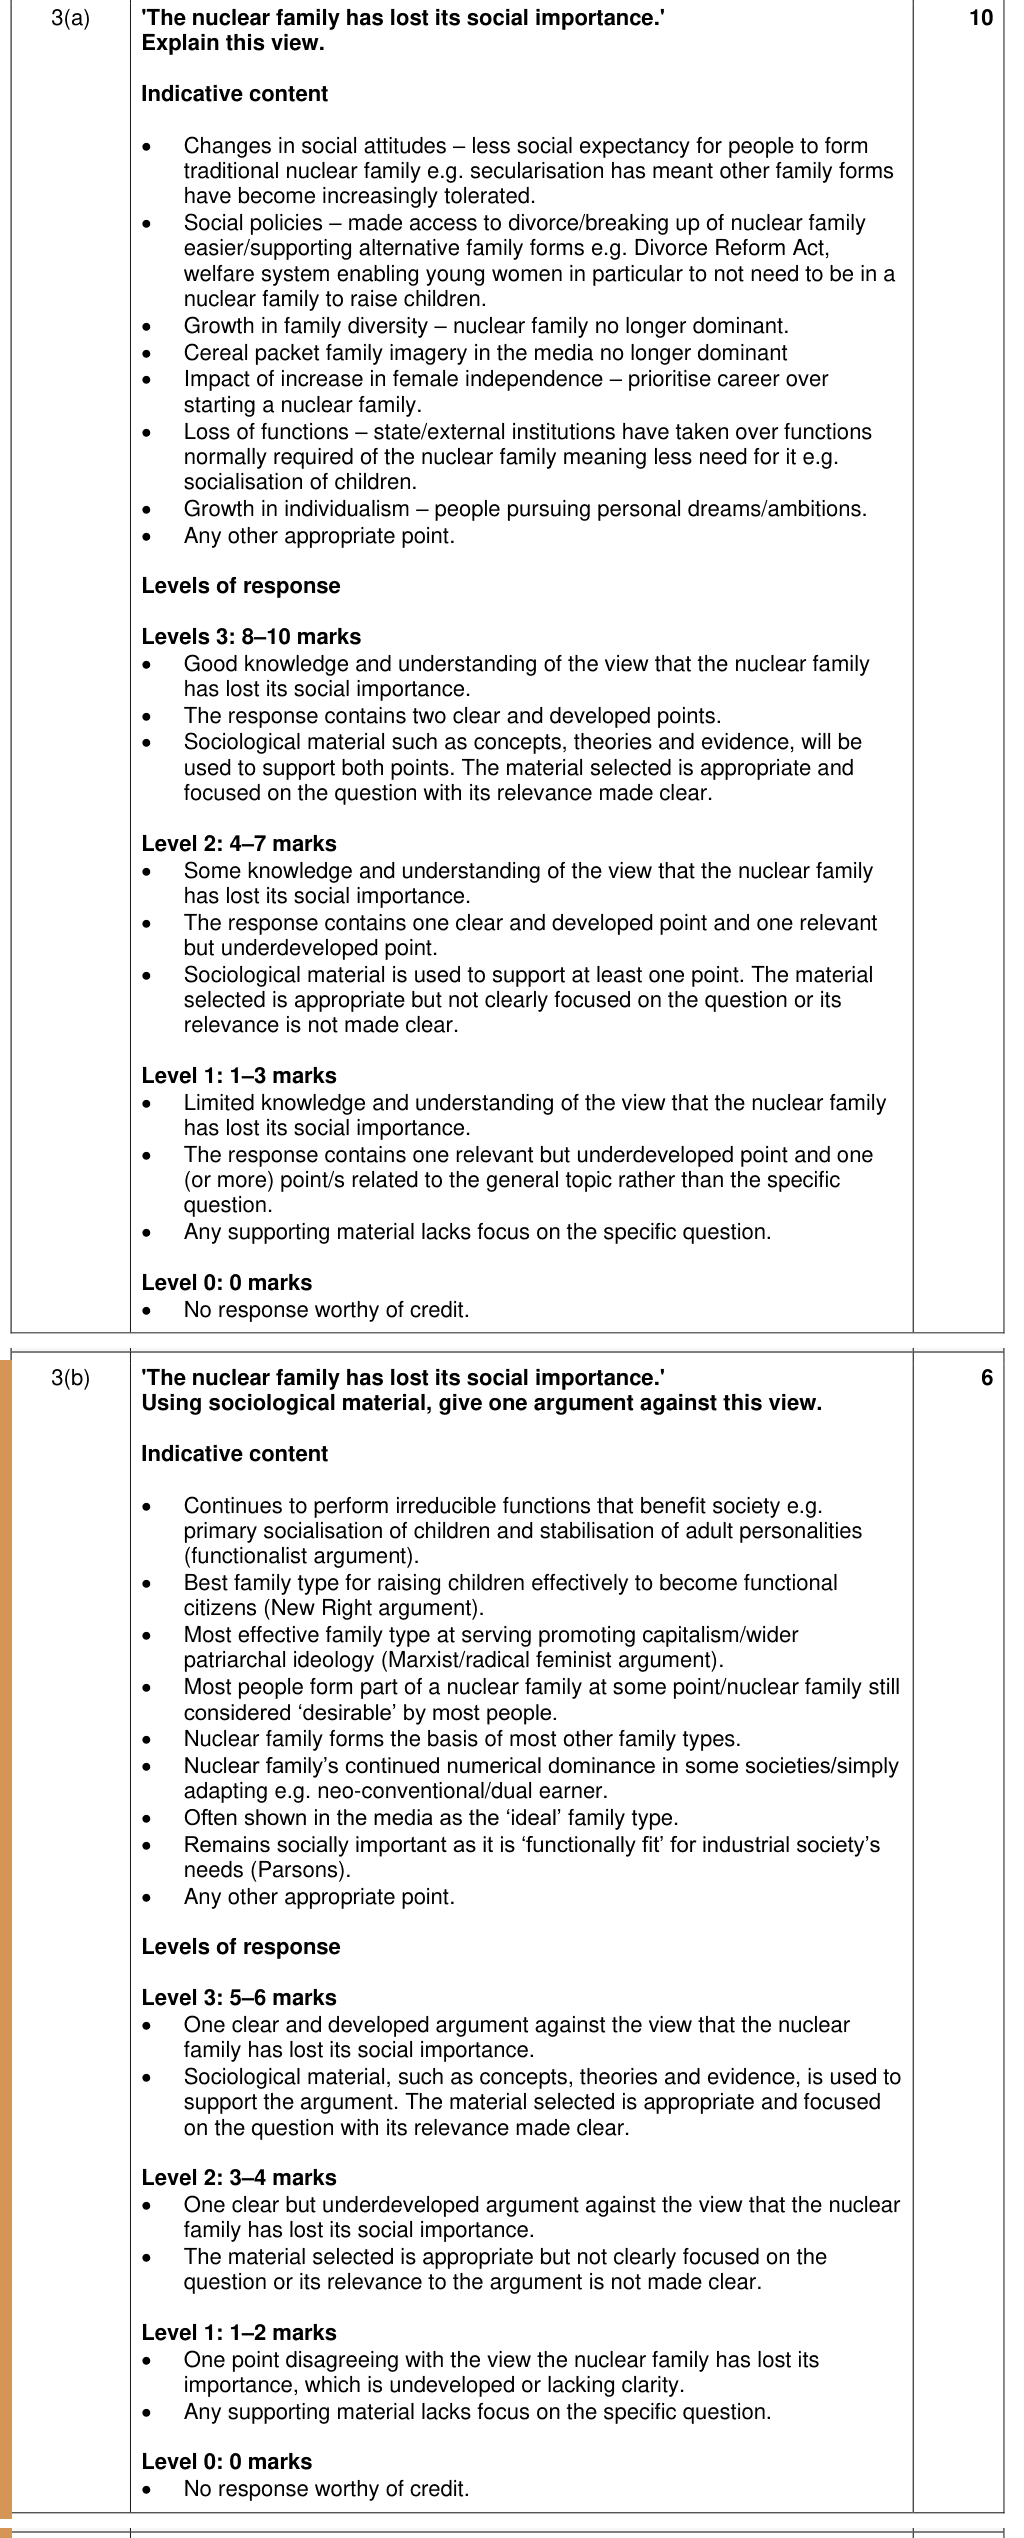 3(a) 'The nuclear family has lost its social importance.' 10
Explain this view.
Indicative content
• Changes in social attitudes – less social expectancy for people to form
traditional nuclear family e.g. secularisation has meant other family forms
have become increasingly tolerated.
• Social policies – made access to divorce/breaking up of nuclear family
easier/supporting alternative family forms e.g. Divorce Reform Act,
welfare system enabling young women in particular to not need to be in a
nuclear family to raise children.
• Growth in family diversity – nuclear family no longer dominant.
• Cereal packet family imagery in the media no longer dominant
• Impact of increase in female independence – prioritise career over
starting a nuclear family.
• Loss of functions – state/external institutions have taken over functions
normally required of the nuclear family meaning less need for it e.g.
socialisation of children.
• Growth in individualism – people pursuing personal dreams/ambitions.
• Any other appropriate point.
Levels of response
Levels 3: 8–10 marks
• Good knowledge and understanding of the view that the nuclear family
has lost its social importance.
• The response contains two clear and developed points.
• Sociological material such as concepts, theories and evidence, will be
used to support both points. The material selected is appropriate and
focused on the question with its relevance made clear.
Level 2: 4–7 marks
• Some knowledge and understanding of the view that the nuclear family
has lost its social importance.
• The response contains one clear and developed point and one relevant
but underdeveloped point.
• Sociological material is used to support at least one point. The material
selected is appropriate but not clearly focused on the question or its
relevance is not made clear.
Level 1: 1–3 marks
• Limited knowledge and understanding of the view that the nuclear family
has lost its social importance.
• The response contains one relevant but underdeveloped point and one
(or more) point/s related to the general topic rather than the specific
question.
• Any supporting material lacks focus on the specific question.
Level 0: 0 marks
• No response worthy of credit.
3(b) 'The nuclear family has lost its social importance.' 6
Using sociological material, give one argument against this view.
Indicative content
• Continues to perform irreducible functions that benefit society e.g.
primary socialisation of children and stabilisation of adult personalities
(functionalist argument).
• Best family type for raising children effectively to become functional
citizens (New Right argument).
• Most effective family type at serving promoting capitalism/wider
patriarchal ideology (Marxist/radical feminist argument).
• Most people form part of a nuclear family at some point/nuclear family still
considered ‘desirable’ by most people.
• Nuclear family forms the basis of most other family types.
• Nuclear family’s continued numerical dominance in some societies/simply
adapting e.g. neo-conventional/dual earner.
• Often shown in the media as the ‘ideal’ family type.
• Remains socially important as it is ‘functionally fit’ for industrial society’s
needs (Parsons).
• Any other appropriate point.
Levels of response
Level 3: 5–6 marks
• One clear and developed argument against the view that the nuclear
family has lost its social importance.
• Sociological material, such as concepts, theories and evidence, is used to
support the argument. The material selected is appropriate and focused
on the question with its relevance made clear.
Level 2: 3–4 marks
• One clear but underdeveloped argument against the view that the nuclear
family has lost its social importance.
• The material selected is appropriate but not clearly focused on the
question or its relevance to the argument is not made clear.
Level 1: 1–2 marks
• One point disagreeing with the view the nuclear family has lost its
importance, which is undeveloped or lacking clarity.
• Any supporting material lacks focus on the specific question.
Level 0: 0 marks
• No response worthy of credit.